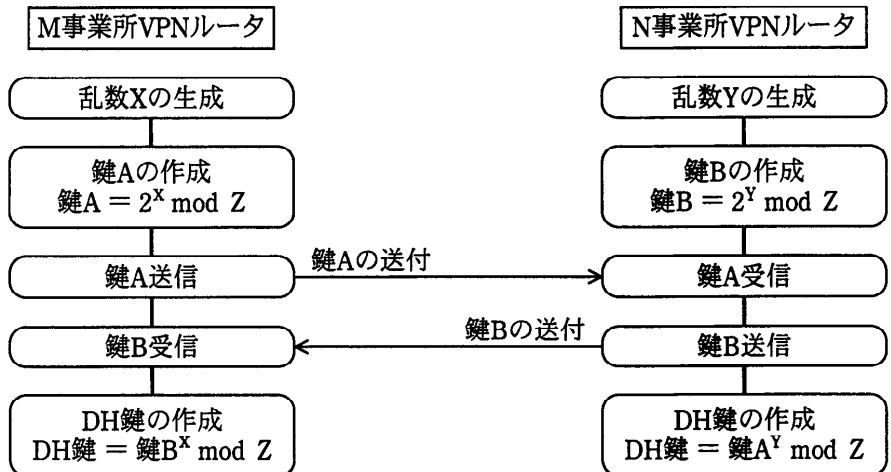 M事業所VPNルータ
N事業所VPNルータ
乱数Xの生成
乱数Yの生成
鍵Aの作成
鍵A = 2^X mod Z
鍵Bの作成
鍵B = 2^Y mod Z
鍵A送信
鍵Aの送付
鍵A受信
鍵B受信
鍵Bの送付
鍵B送信
DH鍵の作成
DH鍵 = 鍵B^X mod Z
DH鍵の作成
DH鍵 = 鍵A^Y mod Z